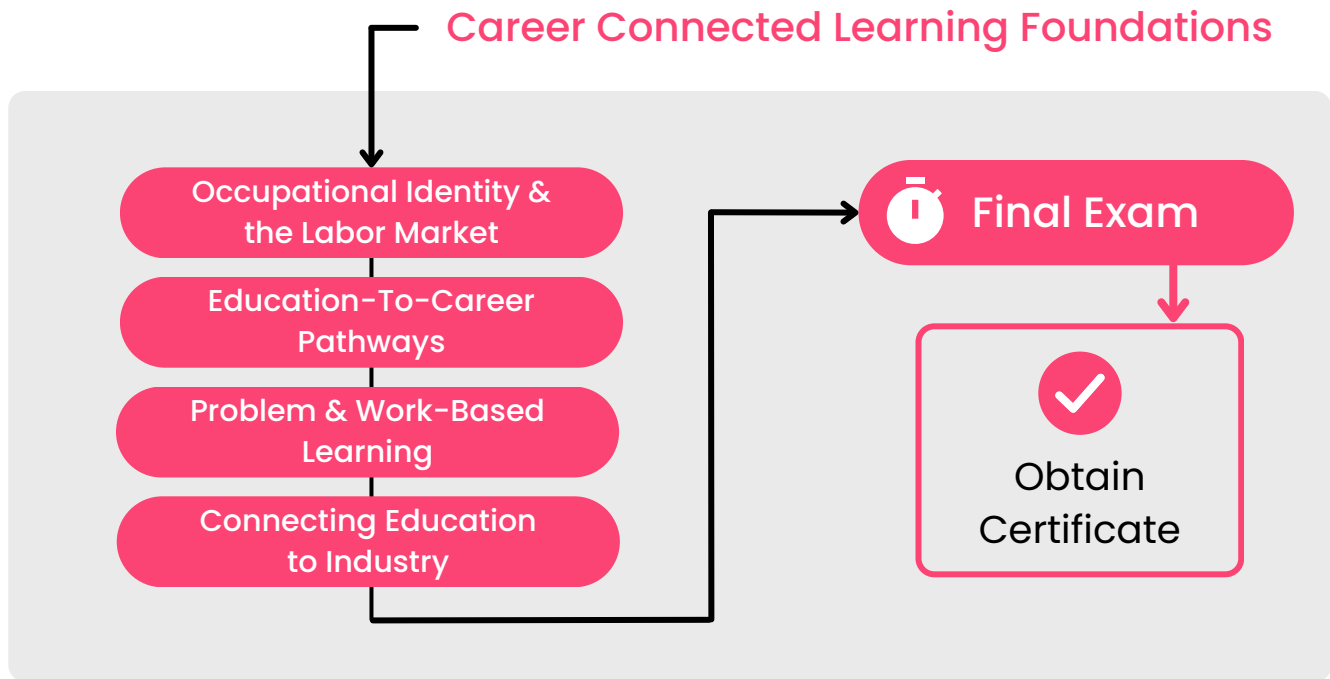 Career Connected Learning Foundations
Occupational Identity &
the Labor Market
Education-To-Career
Pathways
Problem & Work-Based
Learning
Connecting Education
to Industry
Final Exam
Obtain
Certificate